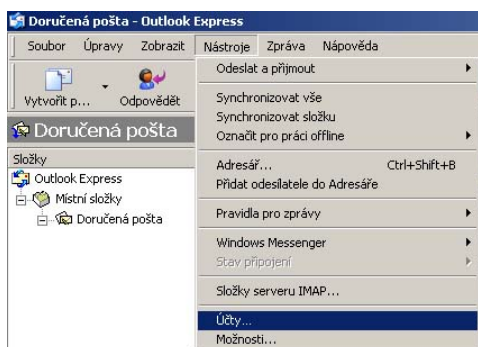 Doručená pošta - Outlook Express
Soubor Úpravy Zobrazit Nástroje Zpráva Nápověda
Vytvořit p... Odpovědět
Doručená pošta
Složky
Outlook Express
Místní složky
Doručená pošta
Odeslat a přijmout
Synchronizovat vše
Synchronizovat složku
Označit pro práci offline
Adresář... Ctrl+Shift+B
Přidat odesílatele do Adresáře
Pravidla pro zprávy
Windows Messenger
Stav připojení
Složky serveru IMAP...
Účty...
Možnosti...